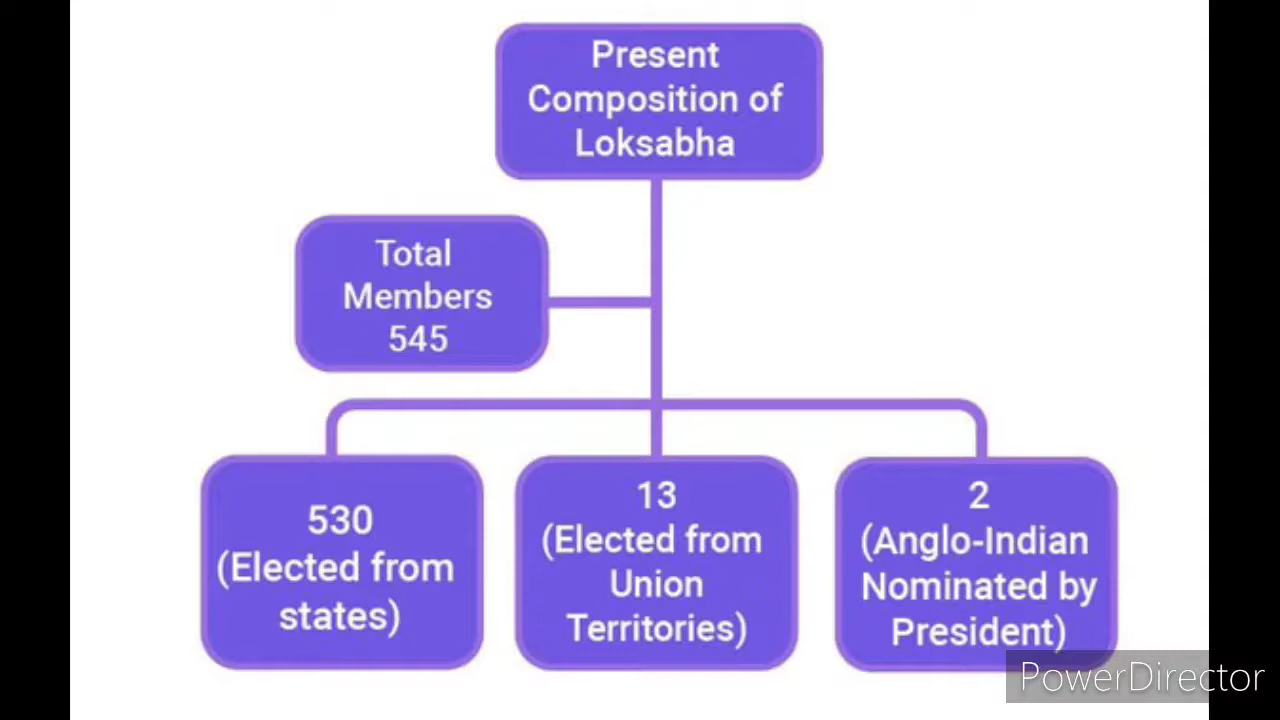 Present
Composition of
Loksabha
Total
Members
545
530
(Elected from
states)
13
(Elected from
Union
Territories)
2
(Anglo-Indian
Nominated by
President)
PowerDirector